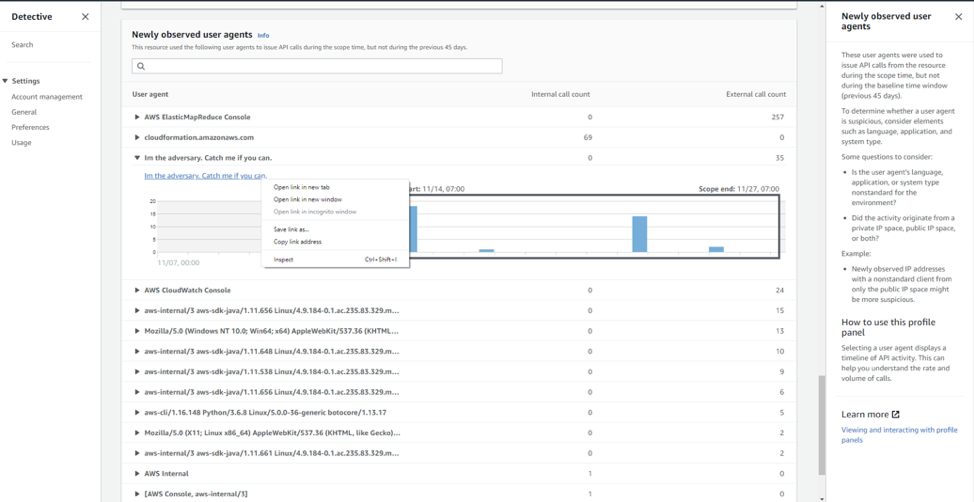 Detective
Search
Settings
Account management
General
Preferences
Usage
Newly observed user agents Info
This resource used the following user agents to issue API calls during the scope time, but not during the previous 45 days.
User agent Internal call count External call count
AWS ElasticMapReduce Console 0 257
cloudformation.amazonaws.com 69 0
Im the adversary. Catch me if you can. 0 35
Im the adversary. Catch me if you can.
art: 11/14, 07:00 Scope end: 11/27, 07:00
20
15
10
5
0
11/07, 00:00
Open link in new tab
Open link in new window
Open link in incognito window
Save link as...
Copy link address
Inspect Ctrl+Shift+I
AWS CloudWatch Console 0 24
aws-internal/3 aws-sdk-java/1.11.656 Linux/4.9.184-0.1.ac.235.83.329.m... 0 15
Mozilla/5.0 (Windows NT 10.0; Win64; x64) AppleWebKit/537.36 (KHTML... 0 13
aws-internal/3 aws-sdk-java/1.11.648 Linux/4.9.184-0.1.ac.235.83.329.m... 0 10
aws-internal/3 aws-sdk-java/1.11.538 Linux/4.9.184-0.1.ac.235.83.329.m... 0 9
aws-internal/3 aws-sdk-java/1.11.656 Linux/4.9.184-0.1.ac.235.83.329.m... 0 6
aws-cli/1.16.148 Python/3.6.8 Linux/5.0.0-36-generic botocore/1.13.17 0 5
Mozilla/5.0 (X11; Linux x86_64) AppleWebKit/537.36 (KHTML, like Gecko)... 0 2
aws-internal/3 aws-sdk-java/1.11.661 Linux/4.9.184-0.1.ac.235.83.329.m... 0 2
AWS Internal 1 0
[AWS Console, aws-internal/3] 1 0
Newly observed user
agents
These user agents were used to
issue API calls from the resource
during the scope time, but not
during the baseline time window
(previous 45 days).
To determine whether a user agent
is suspicious, consider elements
such as language, application, and
system type.
Some questions to consider:
• Is the user agent's language,
application, or system type
nonstandard for the
environment?
• Did the activity originate from a
private IP space, public IP space,
or both?
Example:
• Newly observed IP addresses
with a nonstandard client from
only the public IP space might
be more suspicious.
How to use this profile
panel
Selecting a user agent displays a
timeline of API activity. This can
help you understand the rate and
volume of calls.
Learn more
Viewing and interacting with profile
panels